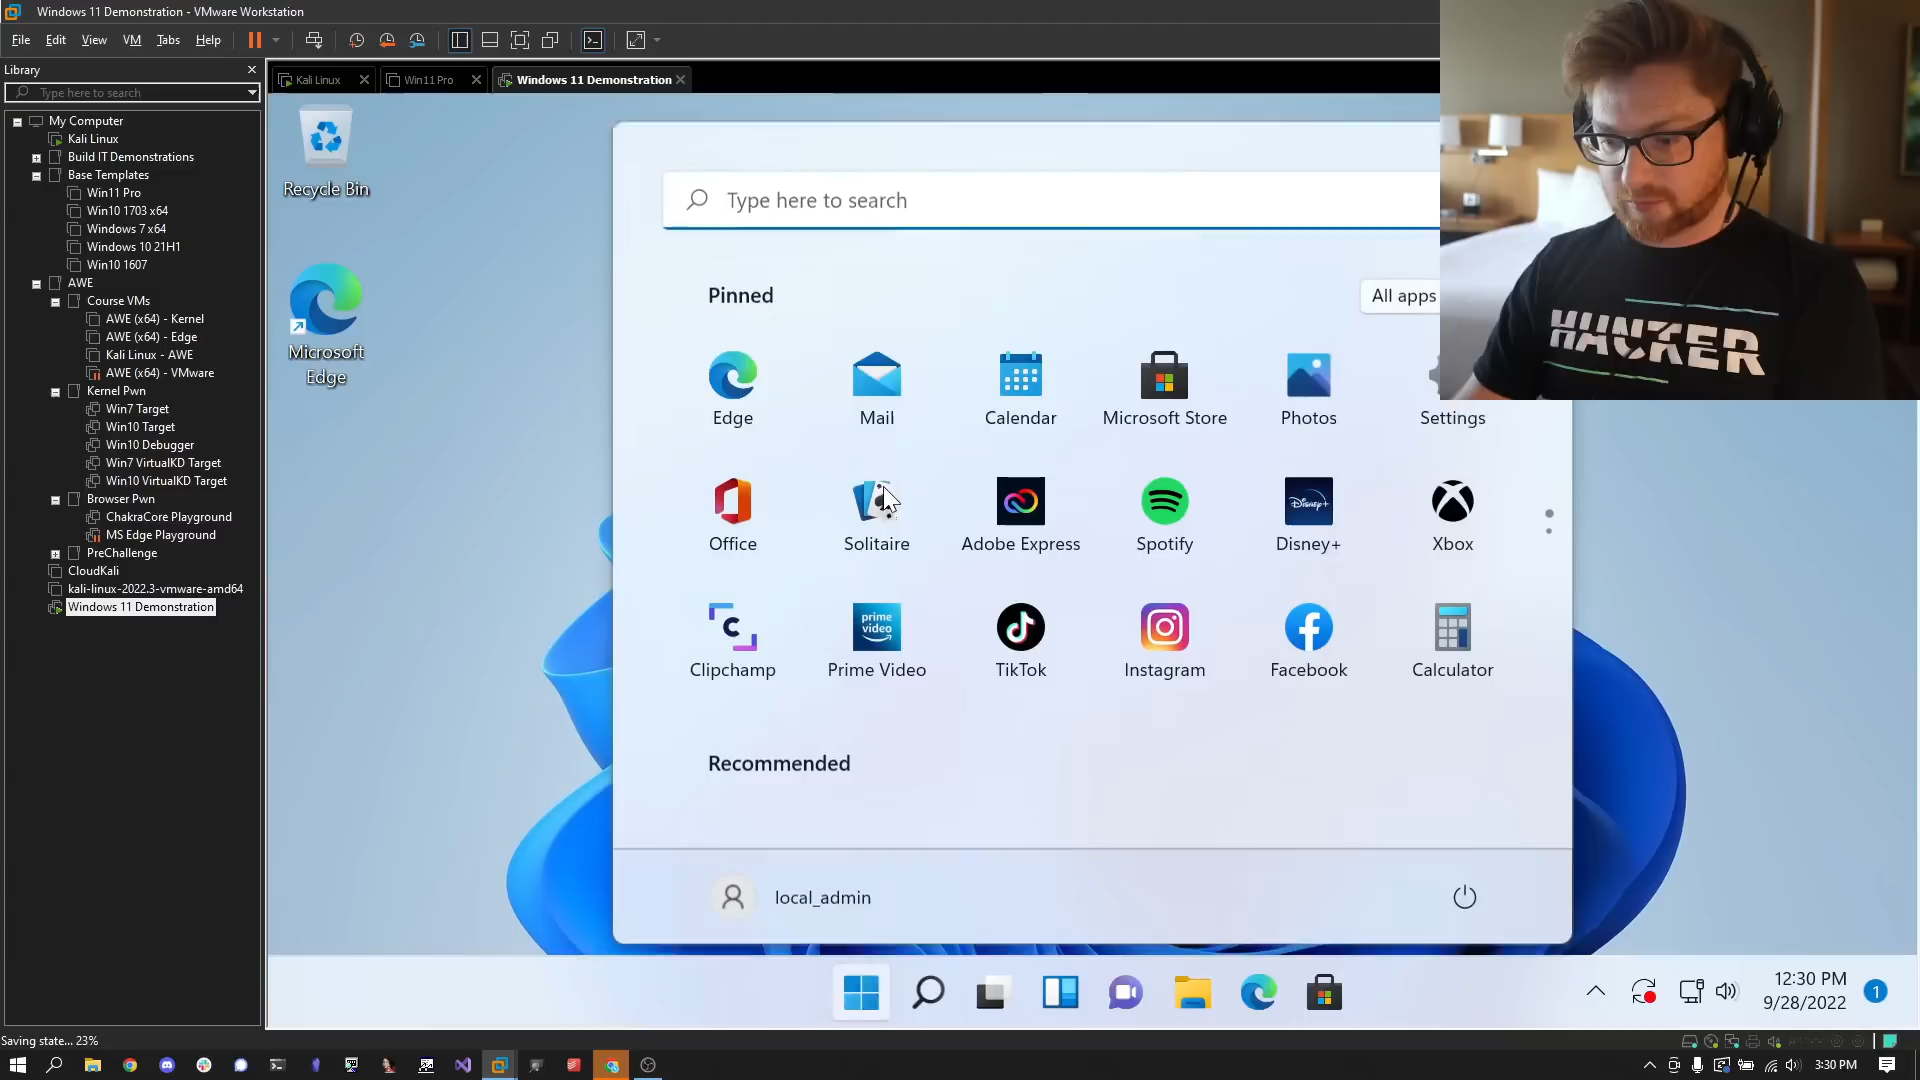 Windows 11 Demonstration - VMware Workstation
File Edit View VM Tabs Help
Library
Type here to search
My Computer
Kali Linux
Build IT Demonstrations
Base Templates
Win11 Pro
Win10 1703 x64
Windows 7 x64
Windows 10 21H1
Win10 1607
AWE
Course VMs
AWE (x64) - Kernel
AWE (x64) - Edge
Kali Linux - AWE
AWE (x64) - VMware
Kernel Pwn
Win7 Target
Win10 Target
Win10 Debugger
Win7 VirtualKD Target
Win10 VirtualKD Target
Browser Pwn
ChakraCore Playground
MS Edge Playground
PreChallenge
CloudKali
kali-linux-2022.3-vmware-amd64
Windows 11 Demonstration
Kali Linux Win11 Pro Windows 11 Demonstration
Recycle Bin
Microsoft
Edge
Type here to search
Pinned All apps
Edge Mail Calendar Microsoft Store Photos Settings
Disney+
Office Solitaire Adobe Express Spotify Disney+ Xbox
prime
video
Clipchamp Prime Video TikTok Instagram Facebook Calculator
Recommended
local_admin
12:30 PM
9/28/2022
1
HACKER
Saving state... 23%
3:30 PM